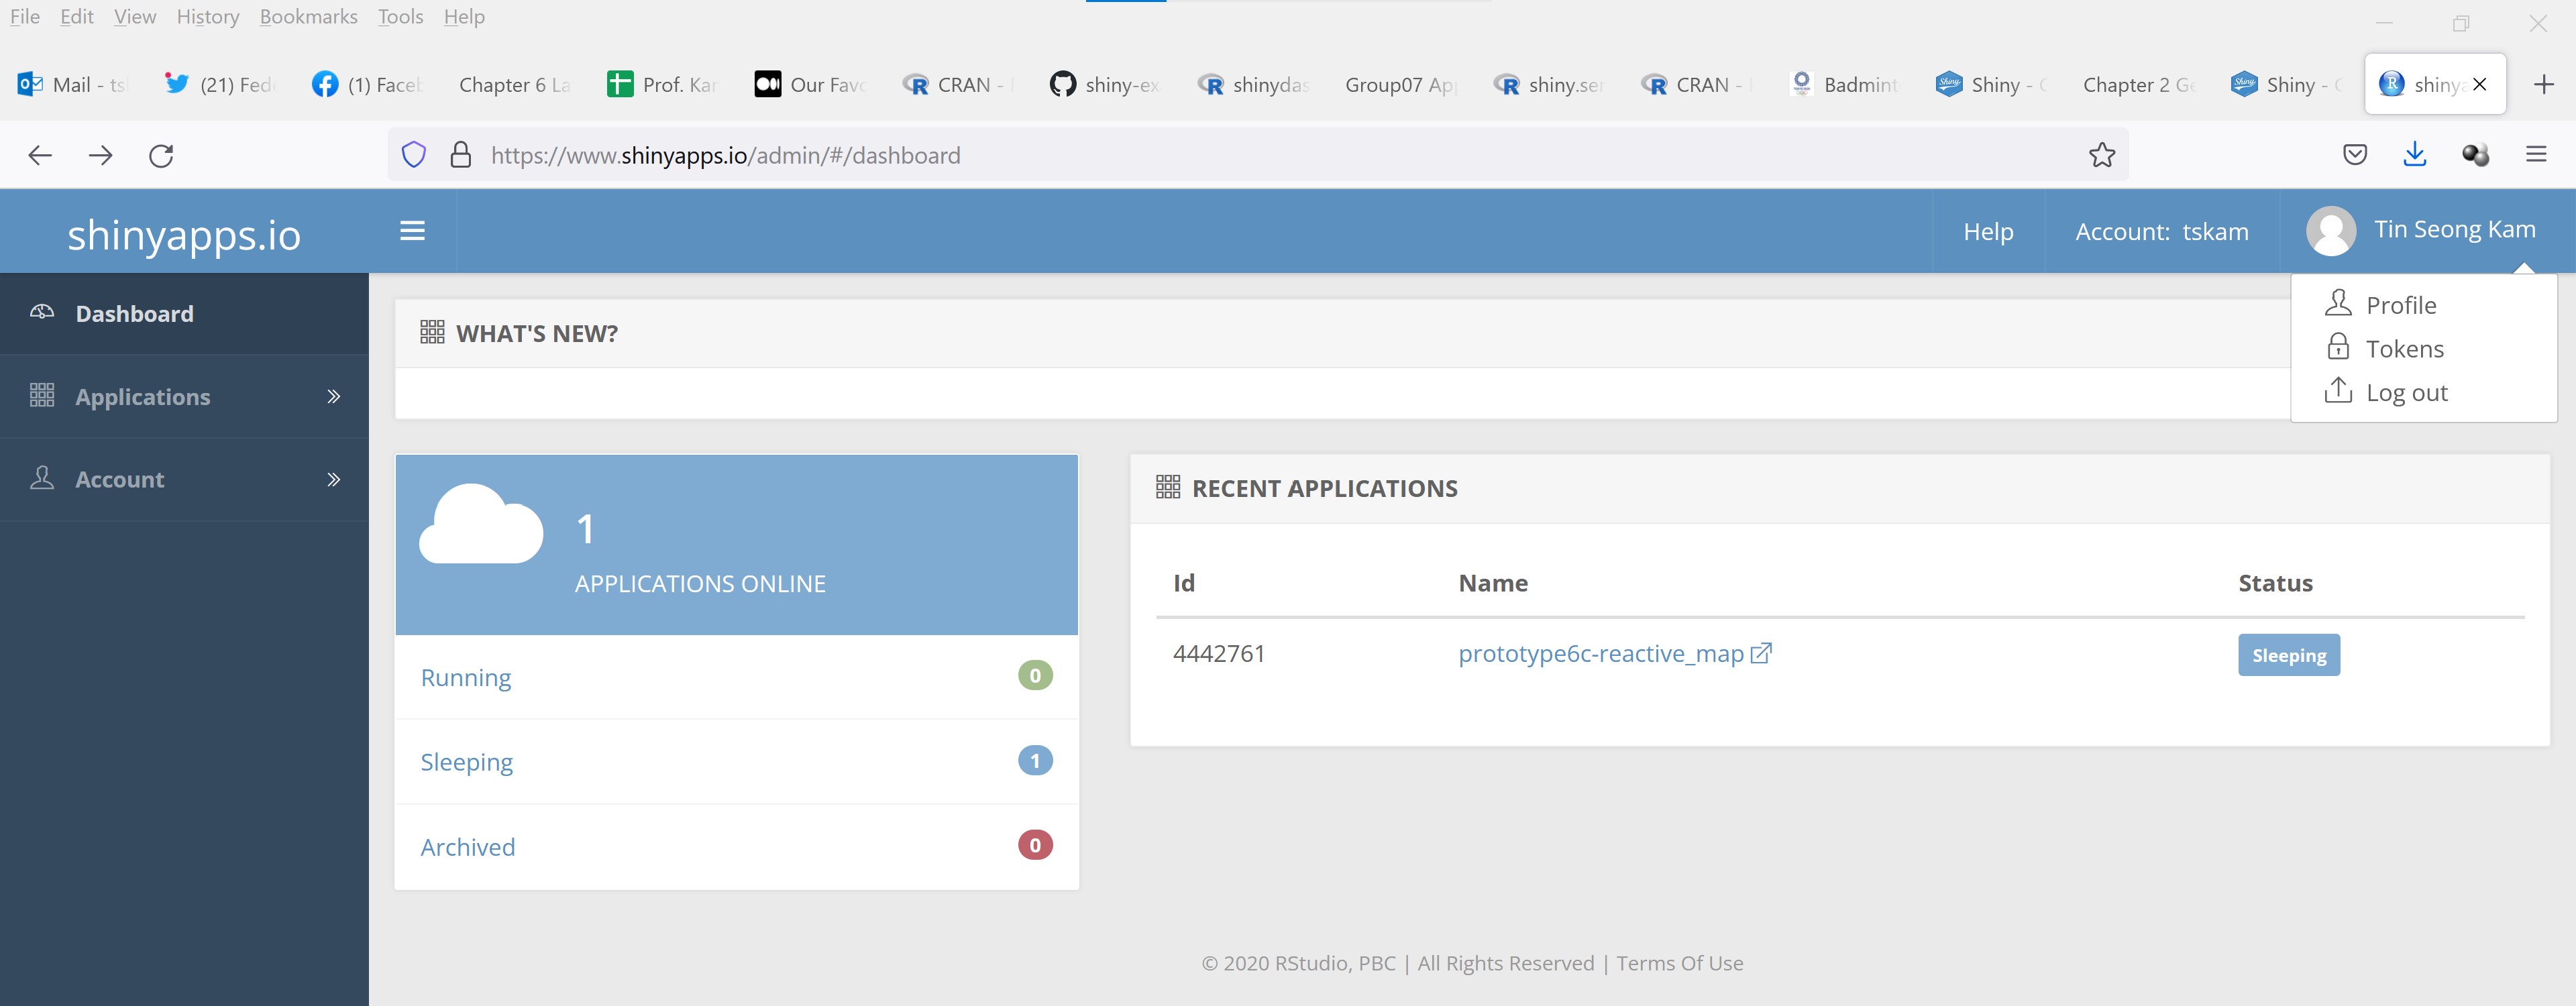 File Edit View History Bookmarks Tools Help
Mail - ts (21) Fed (1) Faceb Chapter 6 La Prof. Kar Our Favo CRAN - shiny-ex shinydas Group07 Ap shiny.ser CRAN - Badmint Shiny - Chapter 2 Ge Shiny - shinya
https://www.shinyapps.io/admin/#/dashboard
shinyapps.io Help Account: tskam Tin Seong Kam
Profile
Tokens
Log out
Dashboard
Applications
Account
WHAT'S NEW?
1
APPLICATIONS ONLINE
Running 0
Sleeping 1
Archived 0
RECENT APPLICATIONS
Id Name Status
4442761 prototype6c-reactive_map Sleeping
© 2020 RStudio, PBC | All Rights Reserved | Terms Of Use